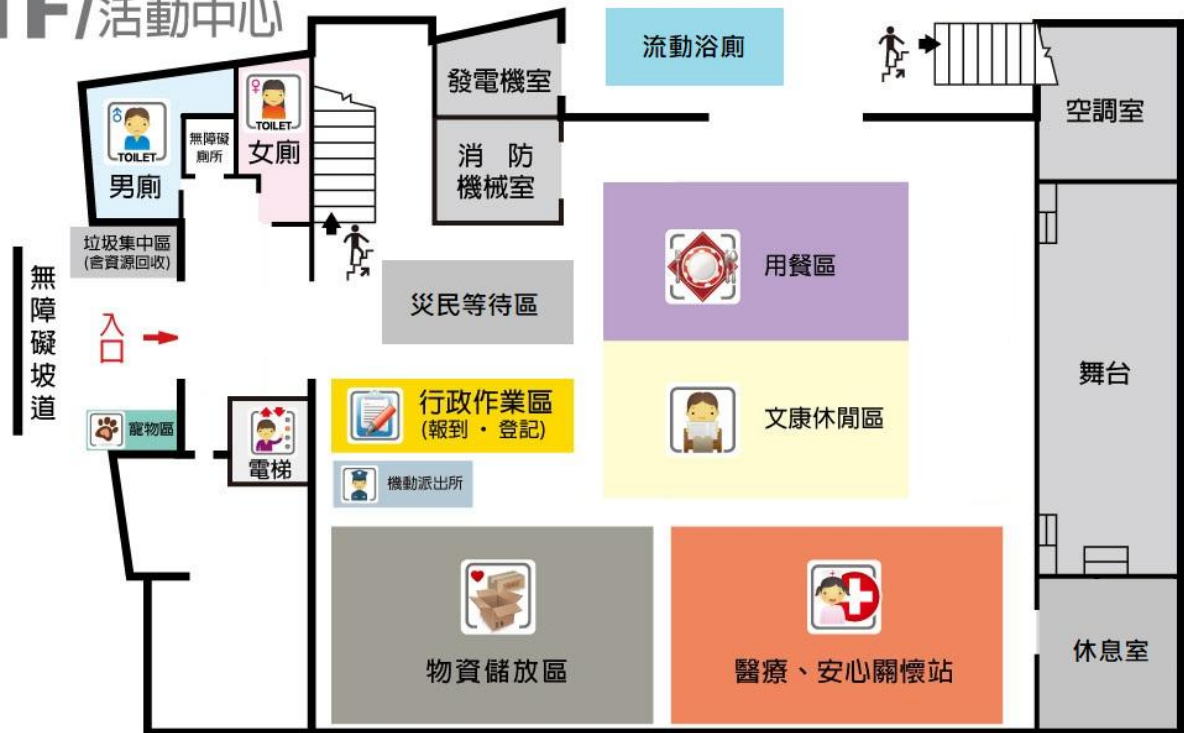 1F/活動中心
流動浴廁
發電機室
空調室
TOILET
TOILET
無障礙
廁所
女廁
男廁
消 防
機械室
垃圾集中區
(含資源回收)
用餐區
無障礙坡道
災民等待區
入口
舞台
行政作業區
(報到 · 登記)
文康休閒區
寵物區
電梯
機動派出所
物資儲放區
醫療、安心關懷站
休息室